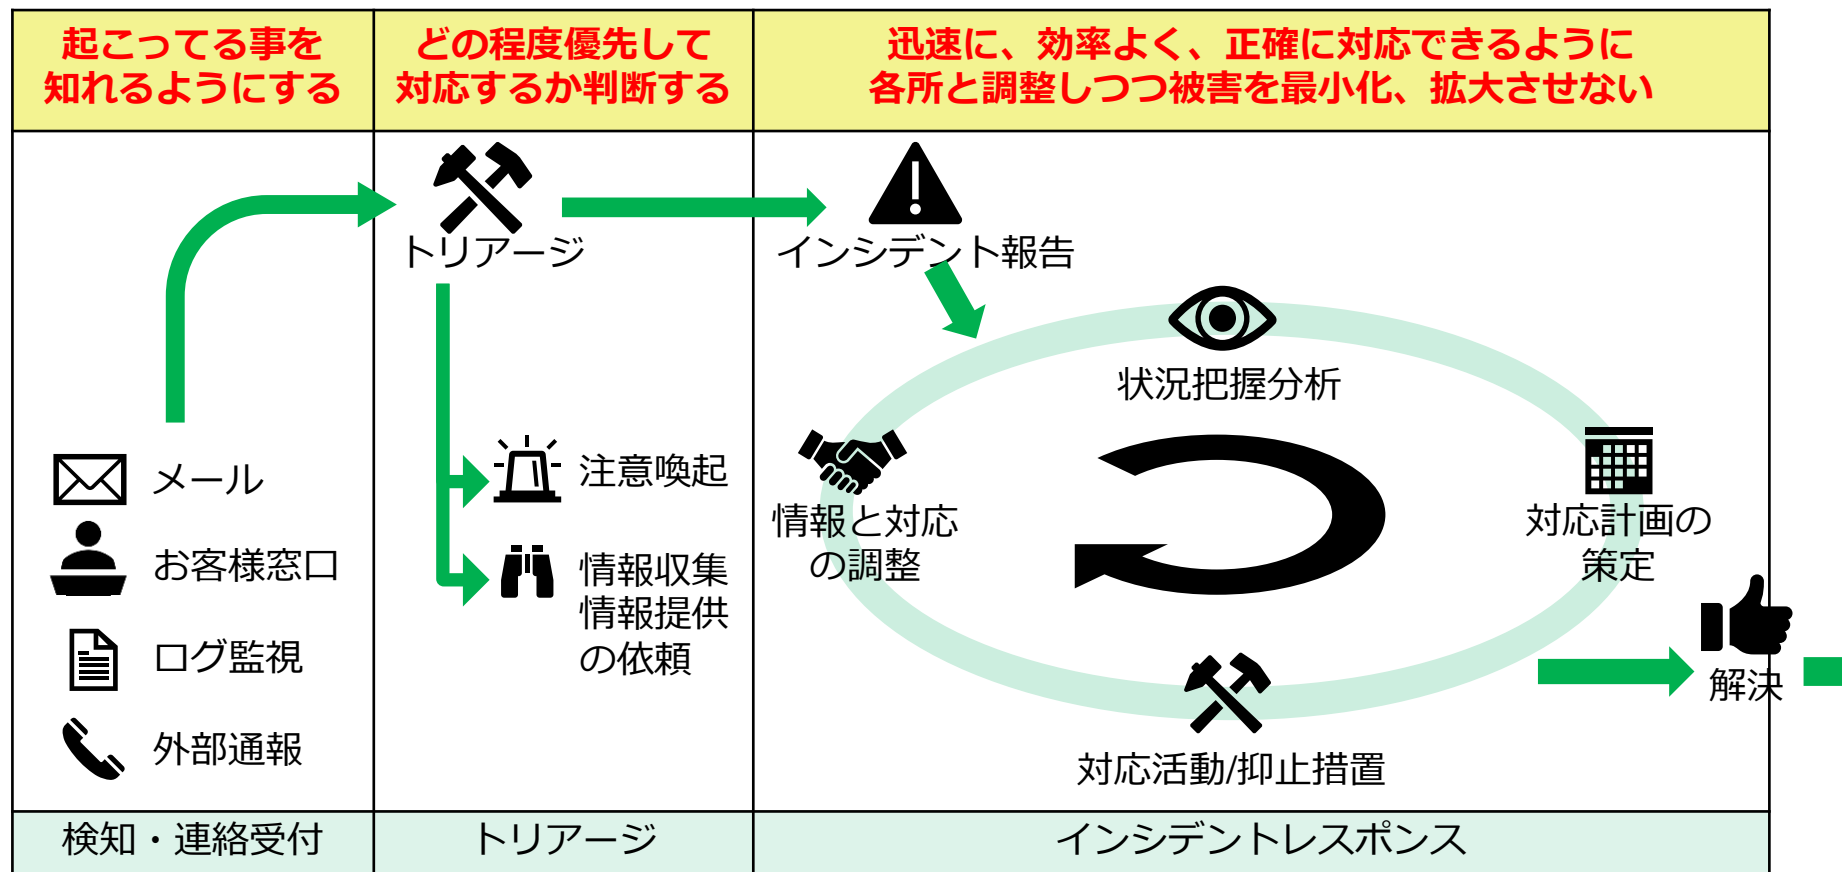 起こってる事を
知れるようにする
どの程度優先して
対応するか判断する
迅速に、効率よく、正確に対応できるように
各所と調整しつつ被害を最小化、拡大させない
トリアージ
インシデント報告
状況把握分析
メール
注意喚起
情報と対応
の調整
対応計画の
策定
お客様窓口
情報収集
情報提供
の依頼
ログ監視
解決
外部通報
対応活動/抑止措置
検知・連絡受付
トリアージ
インシデントレスポンス